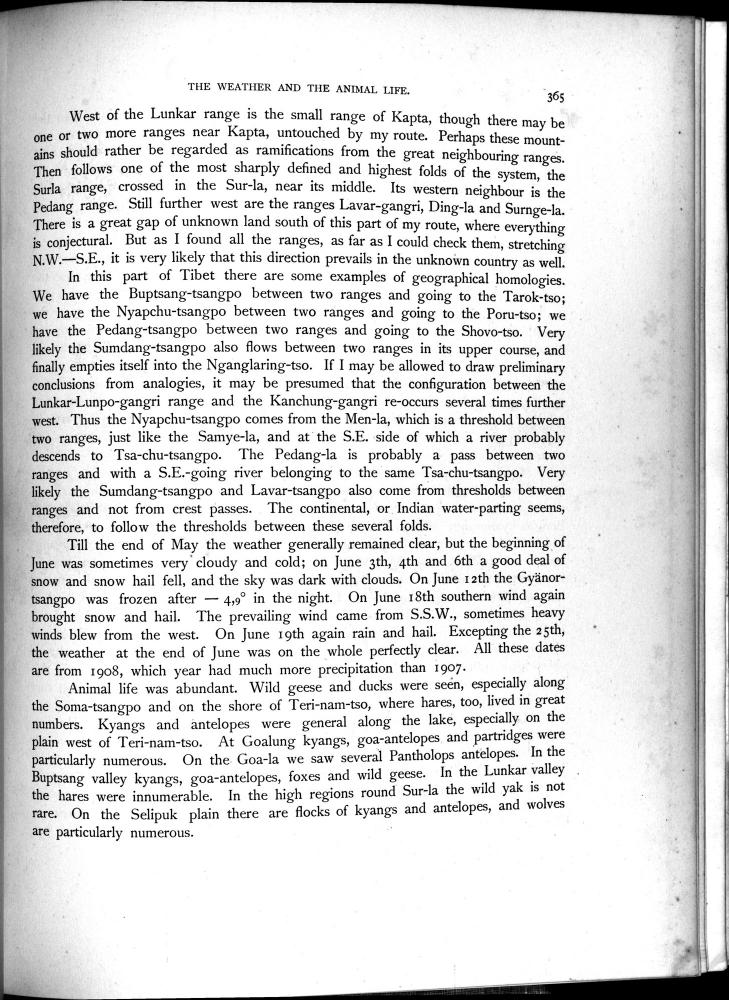 THE WEATHER AND THE ANIMAL LIFE.
365
West of the Lunkar range is the small range of Kapta, though there may be
one or two more ranges near Kapta, untouched by my route. Perhaps these mount-
ains should rather be regarded as ramifications from the great neighbouring ranges.
Then follows one of the most sharply defined and highest folds of the system, the
Surla range, crossed in the Sur-la, near its middle. Its western neighbour is the
Pedang range. Still further west are the ranges Lavar-gangri, Ding-la and Surnge-la.
There is a great gap of unknown land south of this part of my route, where everything
is conjectural. But as I found all the ranges, as far as I could check them, stretching
N.W.—S.E., it is very likely that this direction prevails in the unknown country as well.
In this part of Tibet there are some examples of geographical homologies.
We have the Buptsang-tsangpo between two ranges and going to the Tarok-tso;
we have the Nyapchu-tsangpo between two ranges and going to the Poru-tso; we
have the Pedang-tsangpo between two ranges and going to the Shovo-tso. Very
likely the Sumdang-tsangpo also flows between two ranges in its upper course, and
finally empties itself into the Nganglaring-tso. If I may be allowed to draw preliminary
conclusions from analogies, it may be presumed that the configuration between the
Lunkar-Lunpo-gangri range and the Kanchung-gangri re-occurs several times further
west. Thus the Nyapchu-tsangpo comes from the Men-la, which is a threshold between
two ranges, just like the Samye-la, and at the S.E. side of which a river probably
descends to Tsa-chu-tsangpo. The Pedang-la is probably a pass between two
ranges and with a S.E.-going river belonging to the same Tsa-chu-tsangpo. Very
likely the Sumdang-tsangpo and Lavar-tsangpo also come from thresholds between
ranges and not from crest passes. The continental, or Indian water-parting seems,
therefore, to follow the thresholds between these several folds.
Till the end of May the weather generally remained clear, but the beginning of
June was sometimes very cloudy and cold; on June 3th, 4th and 6th a good deal of
snow and snow hail fell, and the sky was dark with clouds. On June 12th the Gyänor-
tsangpo was frozen after — 4,9° in the night. On June 18th southern wind again
brought snow and hail. The prevailing wind came from S.S.W., sometimes heavy
winds blew from the west. On June 19th again rain and hail. Excepting the 25th,
the weather at the end of June was on the whole perfectly clear. All these dates
are from 1908, which year had much more precipitation than 1907.
Animal life was abundant. Wild geese and ducks were seen, especially along
the Soma-tsangpo and on the shore of Teri-nam-tso, where hares, too, lived in great
numbers. Kyangs and antelopes were general along the lake, especially on the
plain west of Teri-nam-tso. At Goalung kyangs, goa-antelopes and partridges were
particularly numerous. On the Goa-la we saw several Pantholops antelopes. In the
Buptsang valley kyangs, goa-antelopes, foxes and wild geese. In the Lunkar valley
the hares were innumerable. In the high regions round Sur-la the wild yak is not
rare. On the Selipuk plain there are flocks of kyangs and antelopes, and wolves
are particularly numerous.